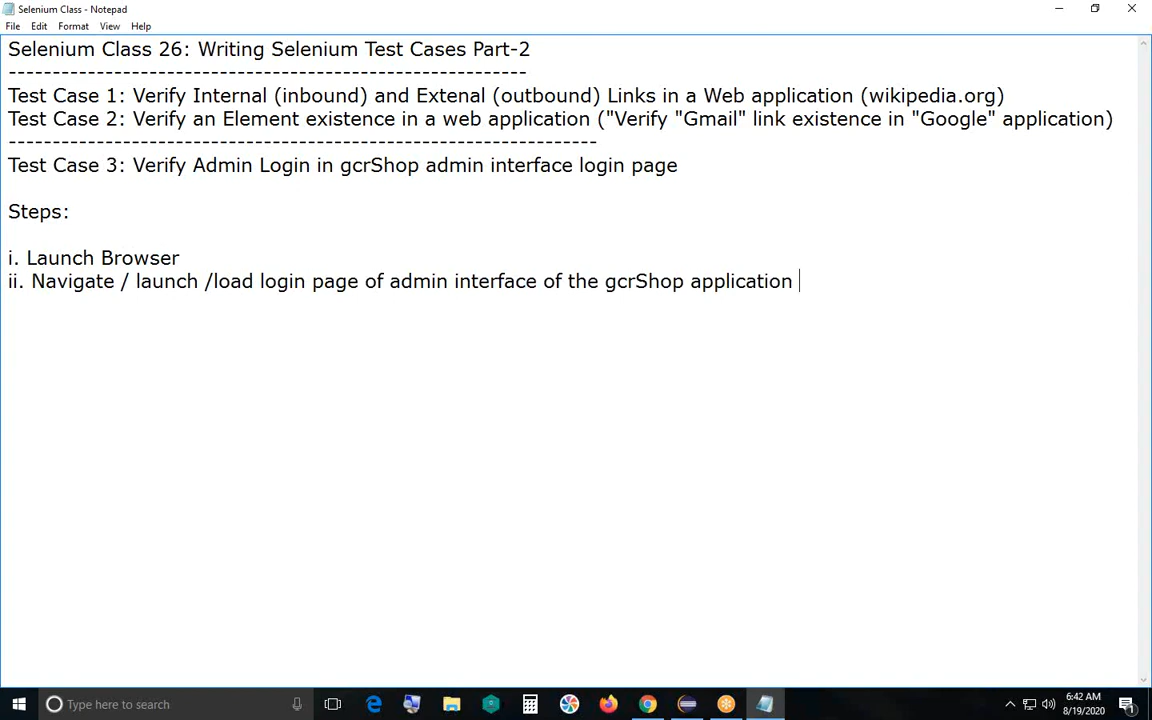 Selenium Class - Notepad
File Edit Format View Help
Selenium Class 26: Writing Selenium Test Cases Part-2
-----------------------------------------------------------
Test Case 1: Verify Internal (inbound) and Extenal (outbound) Links in a Web application (wikipedia.org)
Test Case 2: Verify an Element existence in a web application ("Verify "Gmail" link existence in "Google" application)
-------------------------------------------------------------------
Test Case 3: Verify Admin Login in gcrShop admin interface login page
Steps:
i. Launch Browser
ii. Navigate / launch /load login page of admin interface of the gcrShop application
Type here to search
6:42 AM
8/19/2020
1